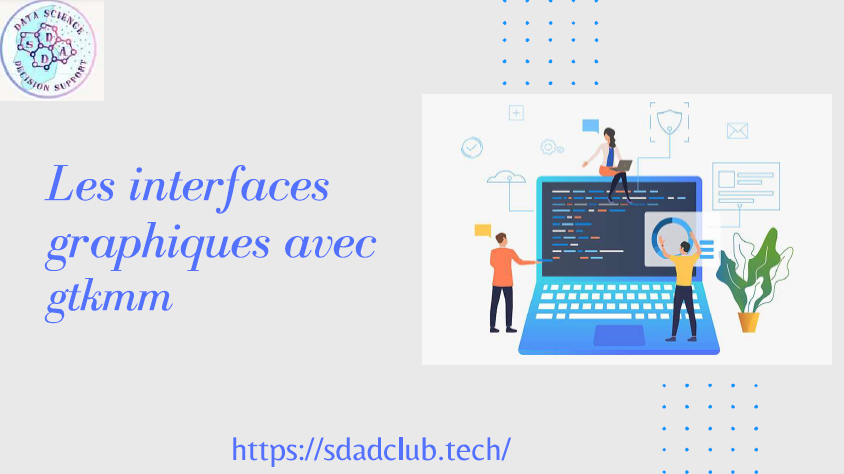 DATA SCIENCE
S D D A
DECISION SUPPORT
Les interfaces
graphiques avec
gtkmm
https://sdadclub.tech/